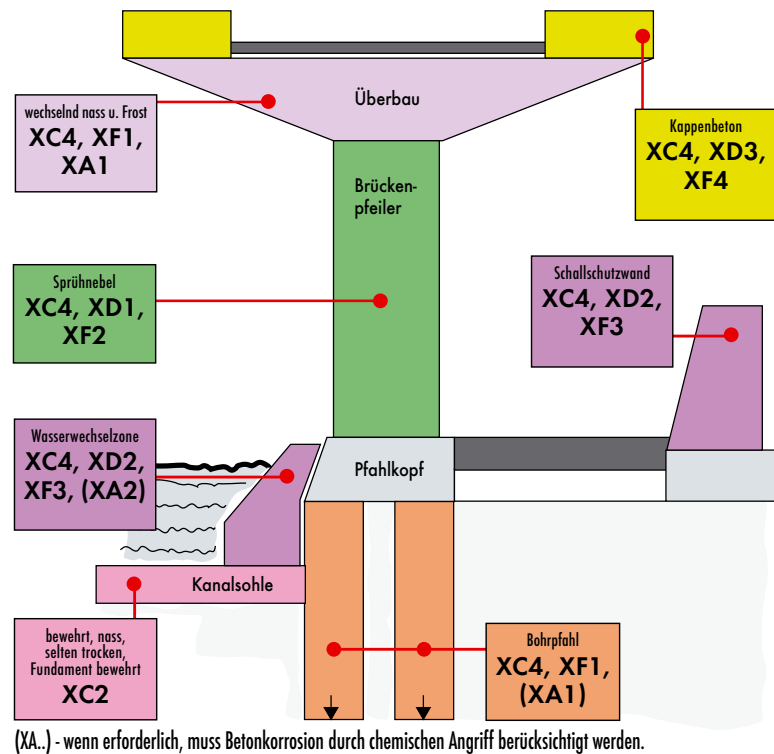 Überbau
wechselnd nass u. Frost
XC4, XF1,
XA1
Kappenbeton
XC4, XD3,
XF4
Brücken-
pfeiler
Sprühnebel
XC4, XD1,
XF2
Schallschutzwand
XC4, XD2,
XF3
Wasserwechselzone
XC4, XD2,
XF3, (XA2)
Pfahlkopf
Kanalsohle
bewehrt, nass,
selten trocken,
Fundament bewehrt
XC2
Bohrpfahl
XC4, XF1,
(XA1)
(XA..) - wenn erforderlich, muss Betonkorrosion durch chemischen Angriff berücksichtigt werden.